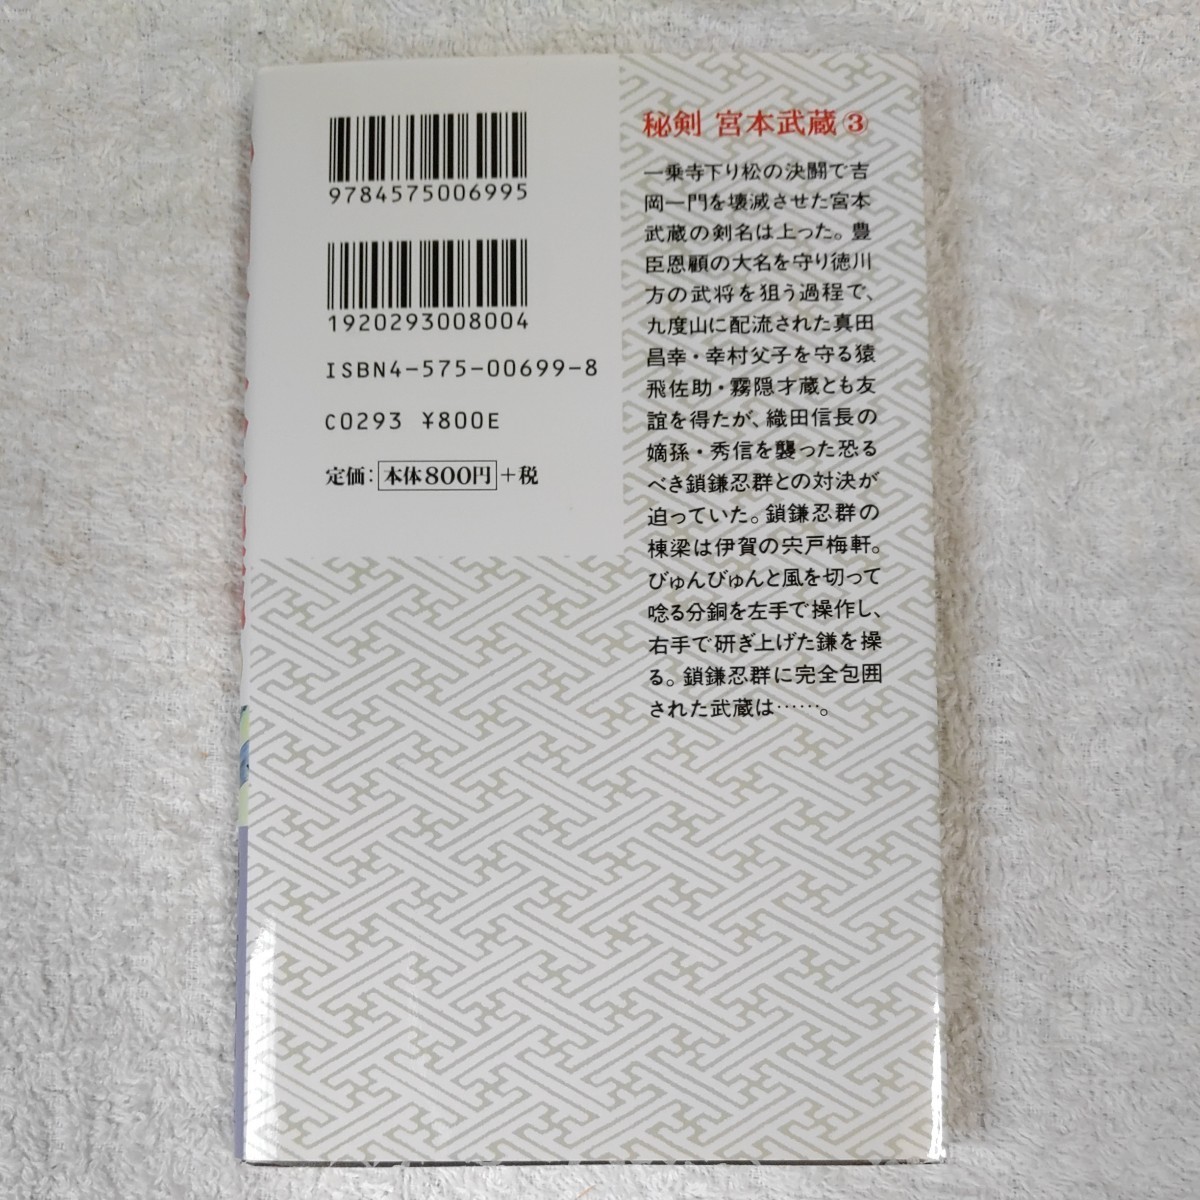 秘剣 宮本武蔵③
一乗寺下り松の決闘で吉
岡一門を壊滅させた宮本
武蔵の剣名は上った。豊
臣恩顧の大名を守り徳川
方の武将を狙う過程で、
九度山に配流された真田
昌幸・幸村父子を守る猿
飛佐助・霧隠才蔵とも友
誼を得たが、織田信長の
嫡孫・秀信を襲った恐る
べき鎖鎌忍群との対決が
迫っていた。鎖鎌忍群の
棟梁は伊賀の宍戸梅軒。
びゅんびゅんと風を切って
唸る分銅を左手で操作し、
右手で研ぎ上げた鎌を操
る。鎖鎌忍群に完全包囲
された武蔵は……。
9784575006995
1920293008004
ISBN4-575-00699-8
C0293 ¥800E
定価:本体800円+税